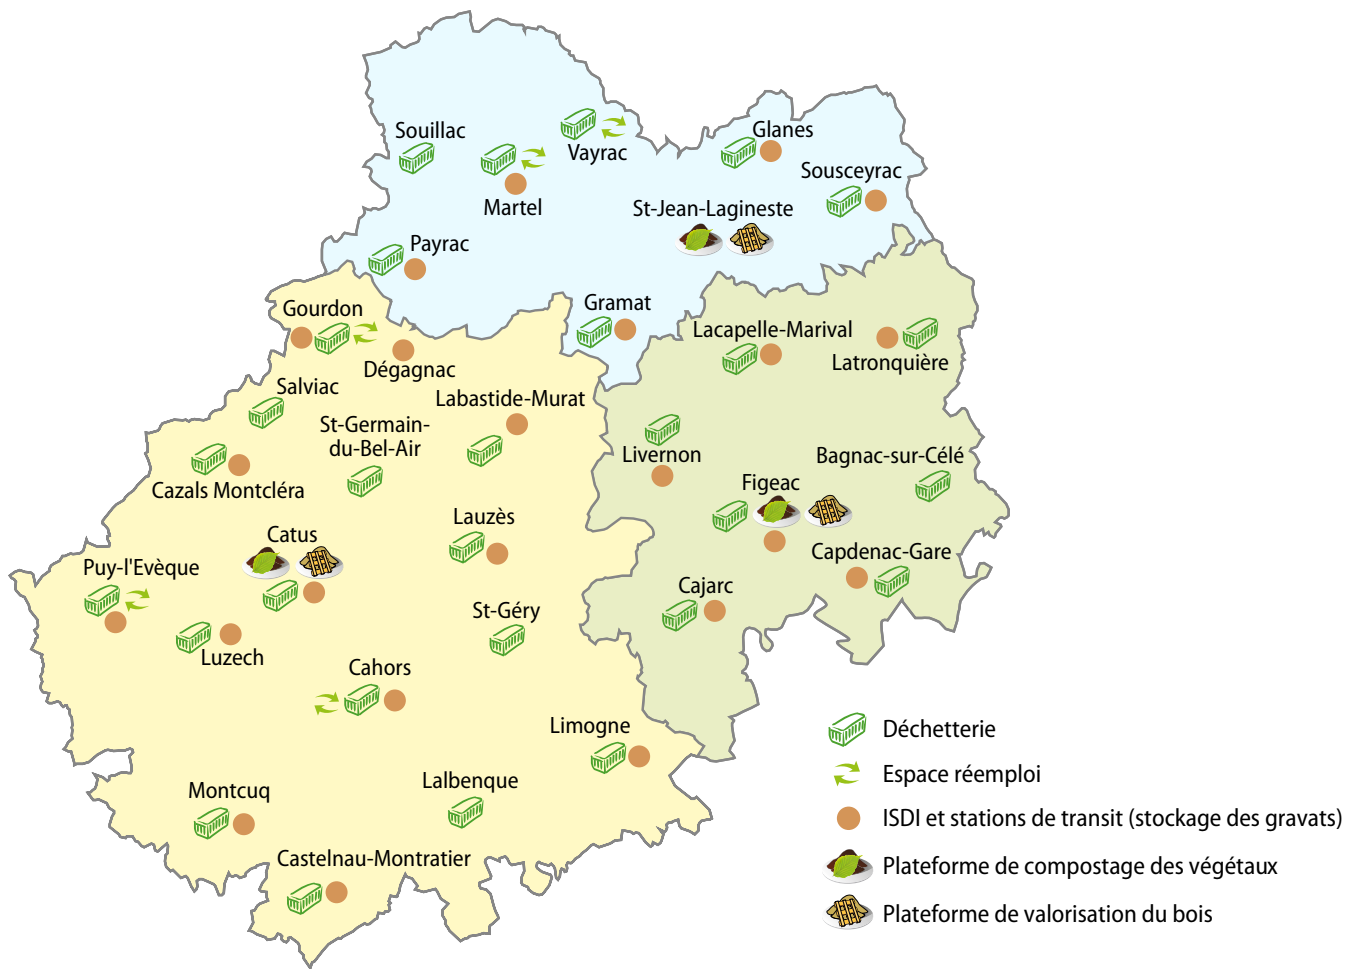 Souillac
Vayrac
Glanes
Sousceyrac
Martel
St-Jean-Lagineste
Payrac
Gourdon
Gramat
Lacapelle-Marival
Dégagnac
Latronquière
Salviac
Labastide-Murat
St-Germain-
du-Bel-Air
Livernon
Bagnac-sur-Célé
Cazals Montcléra
Figeac
Lauzès
Catus
Capdenac-Gare
Puy-l'Evèque
Cajarc
St-Géry
Luzech
Cahors
Limogne
Lalbenque
Montcuq
Castelnau-Montratier
Déchetterie
Espace réemploi
ISDI et stations de transit (stockage des gravats)
Plateforme de compostage des végétaux
Plateforme de valorisation du bois